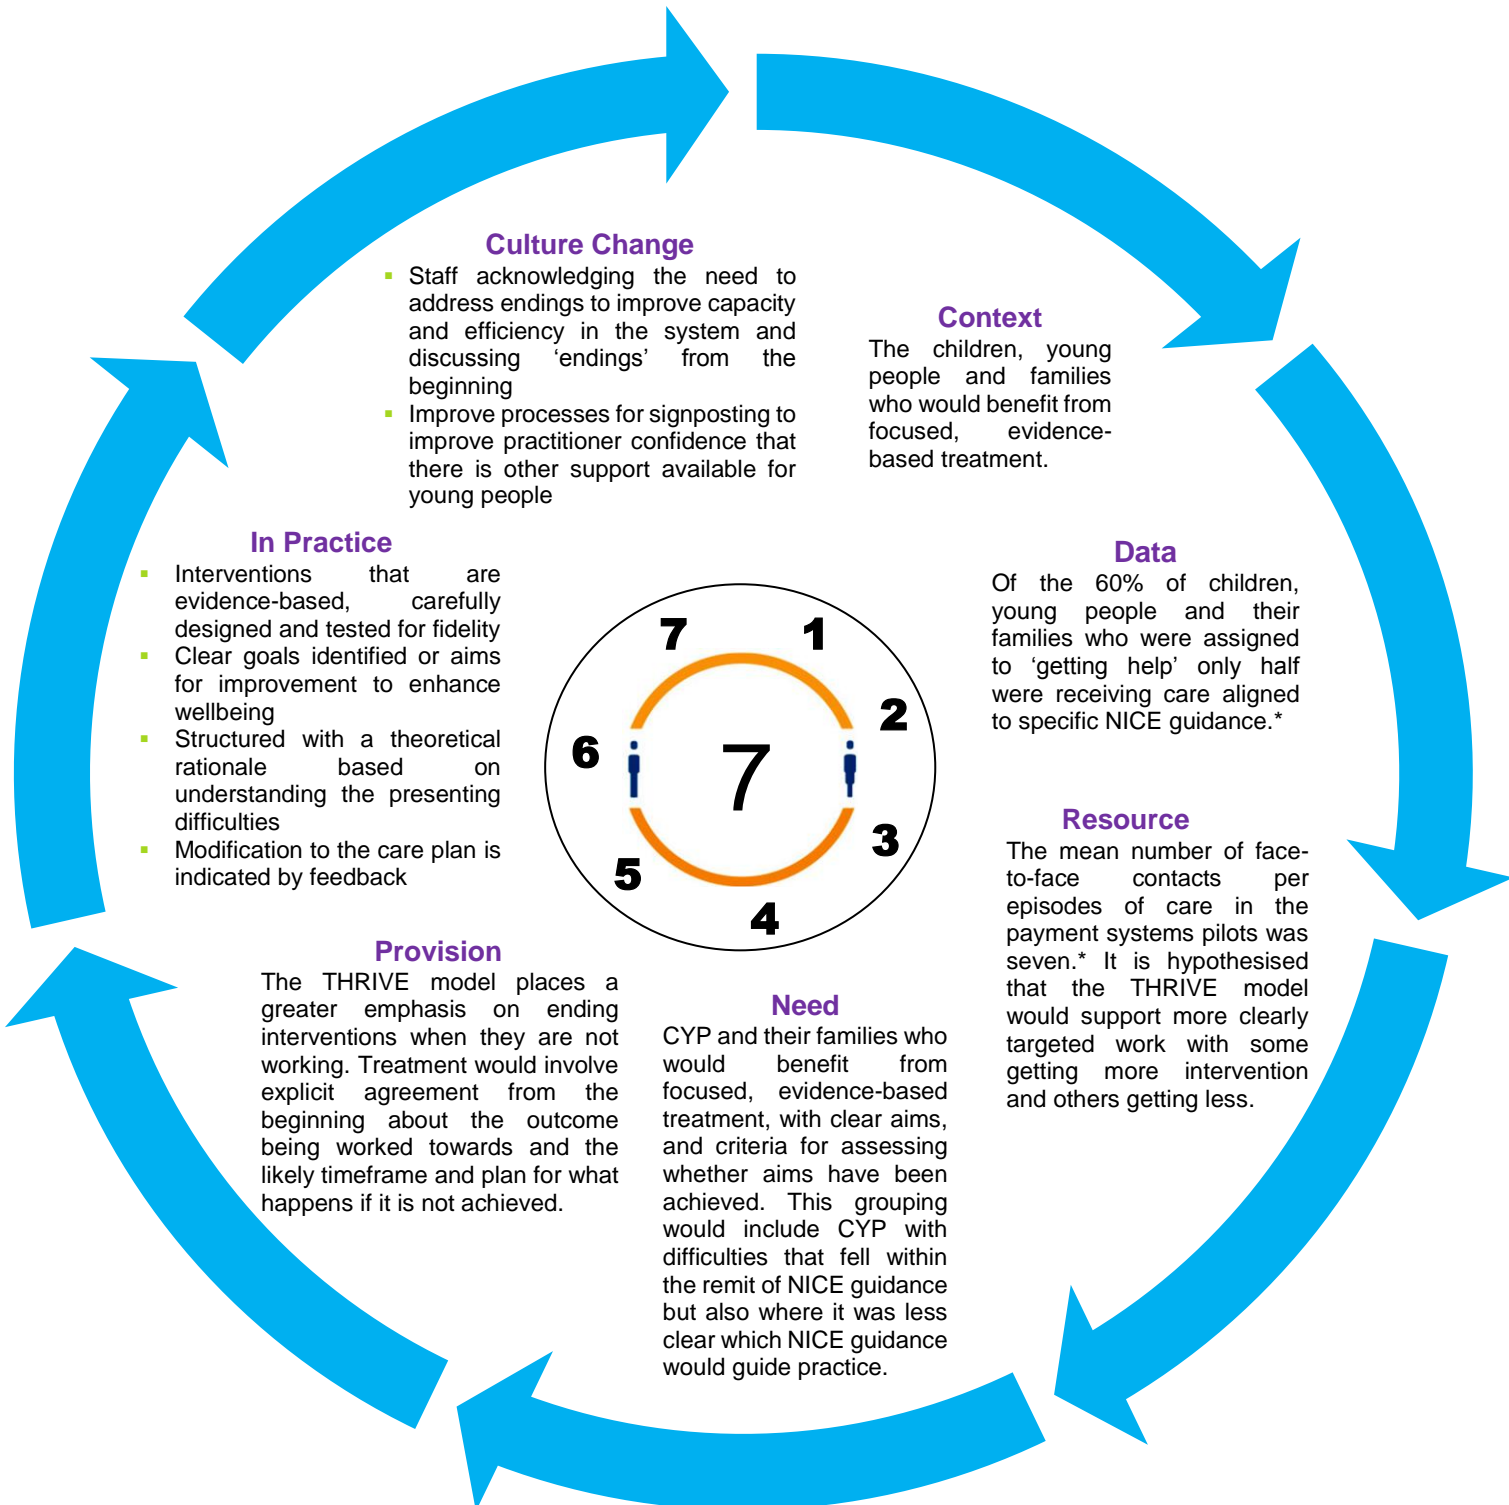 Culture Change
▪ Staff acknowledging the need to
address endings to improve capacity
and efficiency in the system and
discussing ‘endings’ from the
beginning
▪ Improve processes for signposting to
improve practitioner confidence that
there is other support available for
young people
Context
The children, young
people and families
who would benefit from
focused, evidence-
based treatment.
Data
Of the 60% of children,
young people and their
families who were assigned
to ‘getting help’ only half
were receiving care aligned
to specific NICE guidance.*
Resource
The mean number of face-
to-face contacts per
episodes of care in the
payment systems pilots was
seven.* It is hypothesised
that the THRIVE model
would support more clearly
targeted work with some
getting more intervention
and others getting less.
Need
CYP and their families who
would benefit from
focused, evidence-based
treatment, with clear aims,
and criteria for assessing
whether aims have been
achieved. This grouping
would include CYP with
difficulties that fell within
the remit of NICE guidance
but also where it was less
clear which NICE guidance
would guide practice.
Provision
The THRIVE model places a
greater emphasis on ending
interventions when they are not
working. Treatment would involve
explicit agreement from the
beginning about the outcome
being worked towards and the
likely timeframe and plan for what
happens if it is not achieved.
In Practice
▪ Interventions that are
evidence-based, carefully
designed and tested for fidelity
▪ Clear goals identified or aims
for improvement to enhance
wellbeing
▪ Structured with a theoretical
rationale based on
understanding the presenting
difficulties
▪ Modification to the care plan is
indicated by feedback
1
2
3
4
5
6
7
7